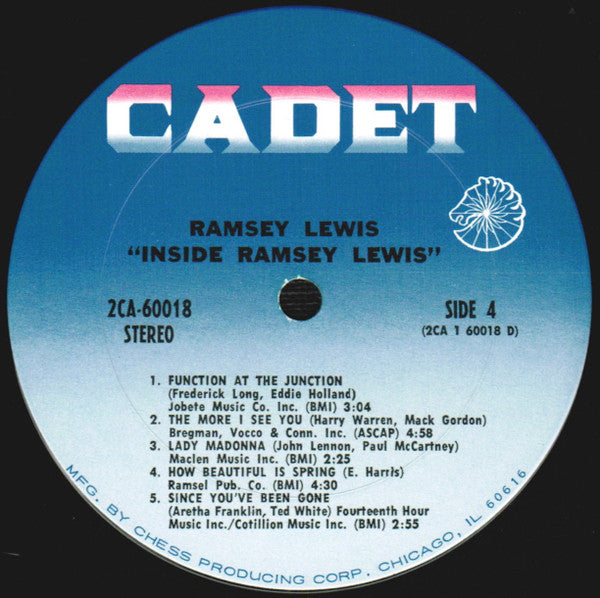 CADET
RAMSEY LEWIS
“INSIDE RAMSEY LEWIS”
2CA-60018
STEREO
SIDE 4
(2CA 1 60018 D)
1. FUNCTION AT THE JUNCTION
(Frederick Long, Eddie Holland)
Jobete Music Co. Inc. (BMI) 3:04
2. THE MORE I SEE YOU (Harry Warren, Mack Gordon)
Bregman, Vocco & Conn. Inc. (ASCAP) 4:58
3. LADY MADONNA (John Lennon, Paul McCartney)
Maclen Music Inc. (BMI) 2:25
4. HOW BEAUTIFUL IS SPRING (E. Harris)
Ramsel Pub. Co. (BMI) 4:30
5. SINCE YOU'VE BEEN GONE
(Aretha Franklin, Ted White) Fourteenth Hour
Music Inc./Cotillion Music Inc. (BMI) 2:55
MFG. BY CHESS PRODUCING CORP. CHICAGO, IL 60616